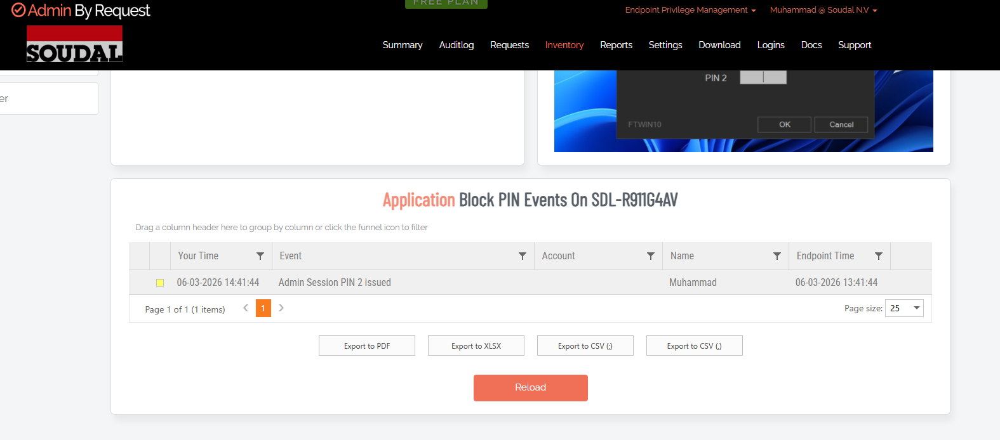 Admin By Request
FREE PLAN
Endpoint Privilege Management
Muhammad @ Soudal N.V
SOUDAL
Summary Auditlog Requests Inventory Reports Settings Download Logins Docs Support
er
PIN 2
FTWIN10
OK Cancel
Application Block PIN Events On SDL-R911G4AV
Drag a column header here to group by column or click the funnel icon to filter
Your Time Event Account Name Endpoint Time
06-03-2026 14:41:44 Admin Session PIN 2 issued Muhammad 06-03-2026 13:41:44
Page 1 of 1 (1 items) 1 Page size: 25
Export to PDF Export to XLSX Export to CSV (;) Export to CSV (,)
Reload